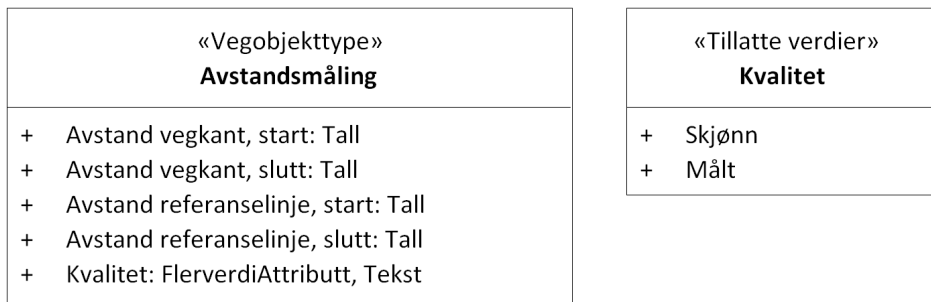 «Vegobjekttype»
Avstandsmåling
+ Avstand vegkant, start: Tall
+ Avstand vegkant, slutt: Tall
+ Avstand referanselinje, start: Tall
+ Avstand referanselinje, slutt: Tall
+ Kvalitet: FlerverdiAttributt, Tekst
«Tillatte verdier»
Kvalitet
+ Skjønn
+ Målt